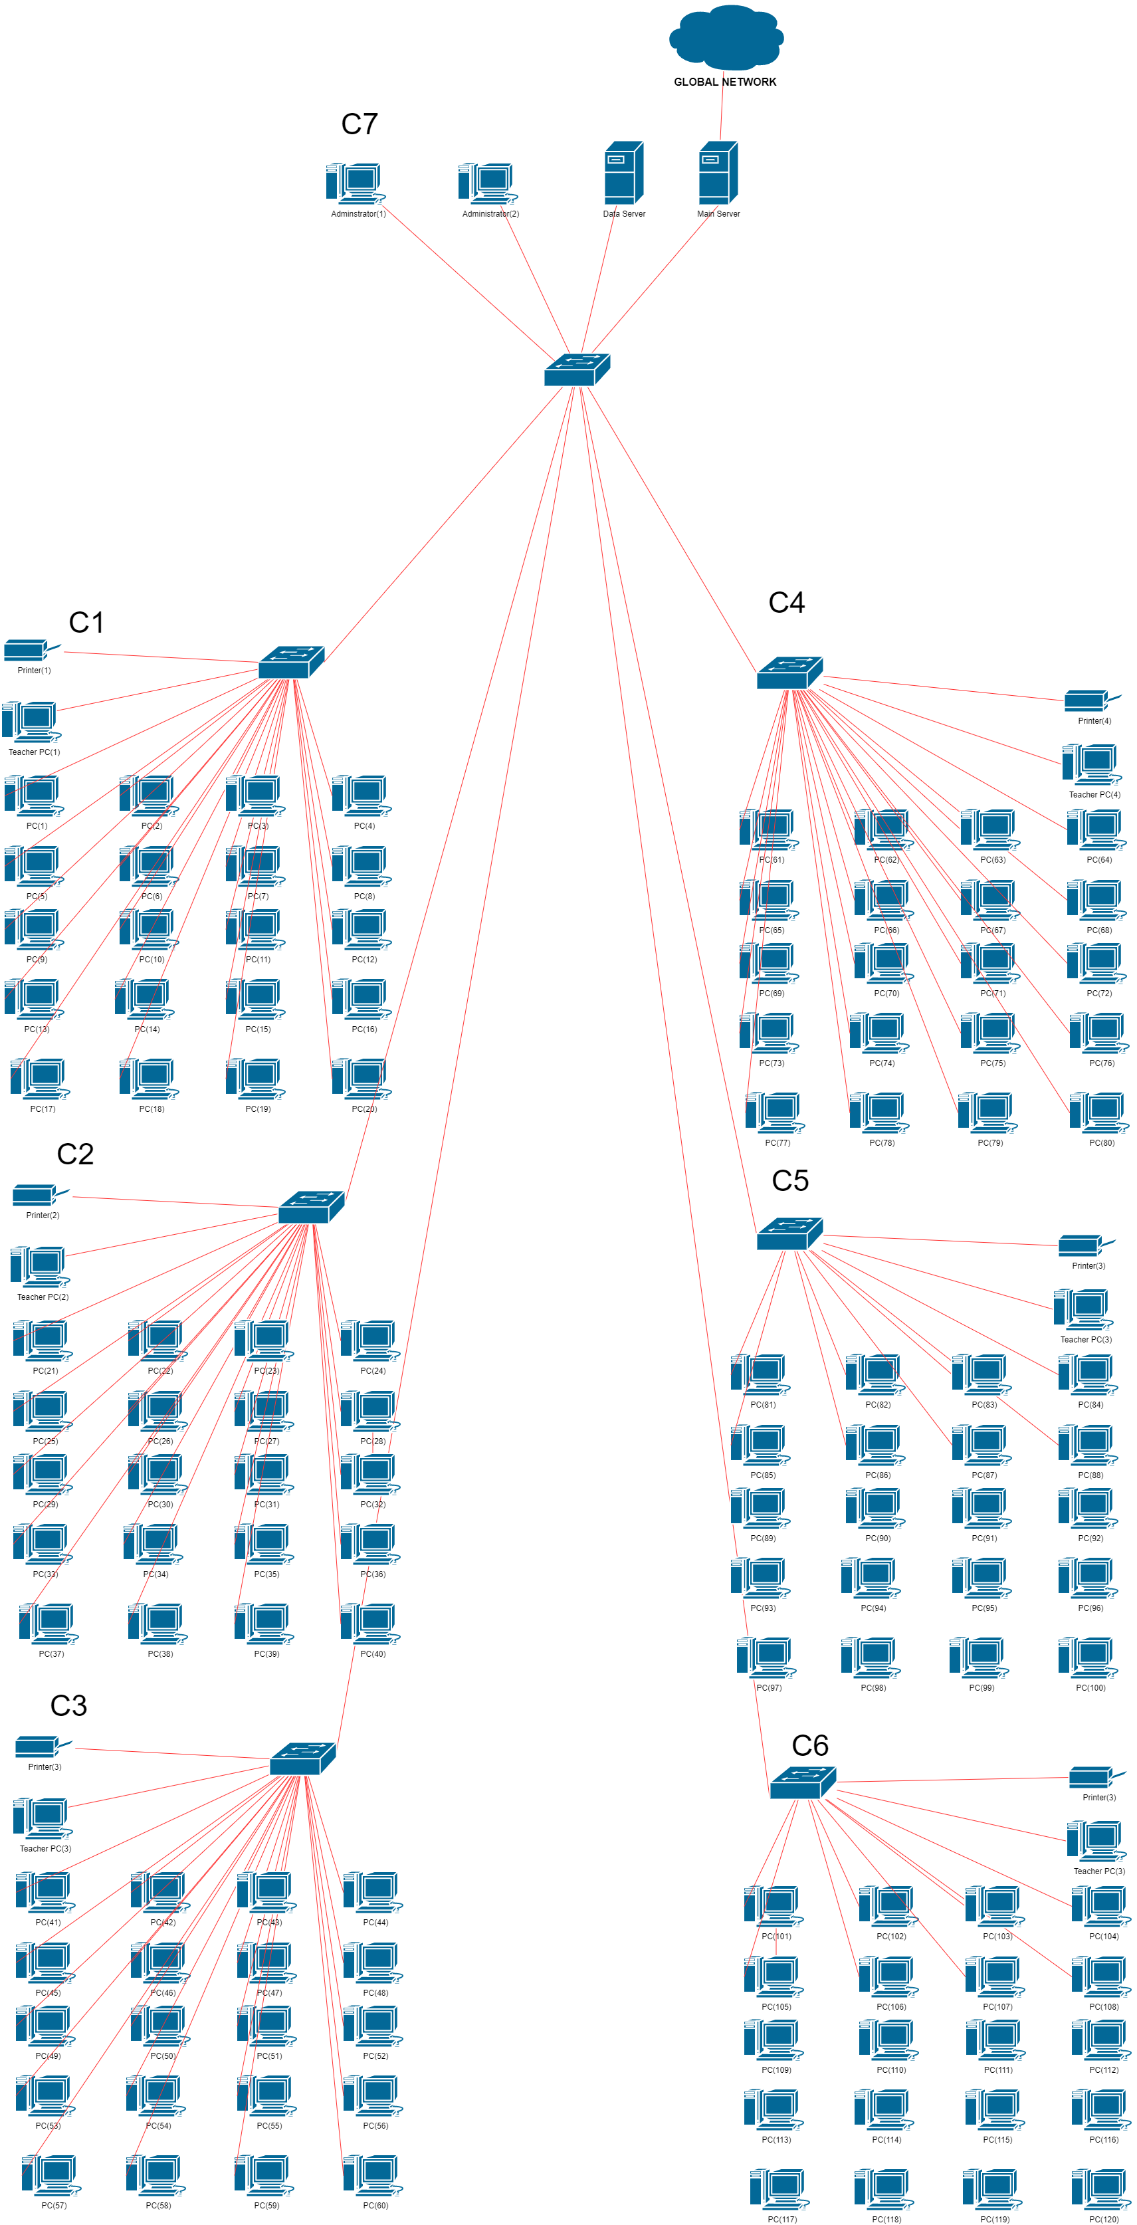 GLOBAL NETWORK
C7
Adminstrator(1)
Administrator(2)
Data Server
Main Server
C1
Printer(1)
Teacher PC(1)
PC(1)
PC(2)
PC(3)
PC(4)
PC(5)
PC(6)
PC(7)
PC(8)
PC(9)
PC(10)
PC(11)
PC(12)
PC(13)
PC(14)
PC(15)
PC(16)
PC(17)
PC(18)
PC(19)
PC(20)
C4
Printer(4)
Teacher PC(4)
PC(61)
PC(62)
PC(63)
PC(64)
PC(65)
PC(66)
PC(67)
PC(68)
PC(69)
PC(70)
PC(71)
PC(72)
PC(73)
PC(74)
PC(75)
PC(76)
PC(77)
PC(78)
PC(79)
PC(80)
C2
Printer(2)
Teacher PC(2)
PC(21)
PC(22)
PC(23)
PC(24)
PC(25)
PC(26)
PC(27)
PC(28)
PC(29)
PC(30)
PC(31)
PC(32)
PC(33)
PC(34)
PC(35)
PC(36)
PC(37)
PC(38)
PC(39)
PC(40)
C5
Printer(3)
Teacher PC(3)
PC(81)
PC(82)
PC(83)
PC(84)
PC(85)
PC(86)
PC(87)
PC(88)
PC(89)
PC(90)
PC(91)
PC(92)
PC(93)
PC(94)
PC(95)
PC(96)
PC(97)
PC(98)
PC(99)
PC(100)
C3
Printer(3)
Teacher PC(3)
PC(41)
PC(42)
PC(43)
PC(44)
PC(45)
PC(46)
PC(47)
PC(48)
PC(49)
PC(50)
PC(51)
PC(52)
PC(53)
PC(54)
PC(55)
PC(56)
PC(57)
PC(58)
PC(59)
PC(60)
C6
Printer(3)
Teacher PC(3)
PC(101)
PC(102)
PC(103)
PC(104)
PC(105)
PC(106)
PC(107)
PC(108)
PC(109)
PC(110)
PC(111)
PC(112)
PC(113)
PC(114)
PC(115)
PC(116)
PC(117)
PC(118)
PC(119)
PC(120)